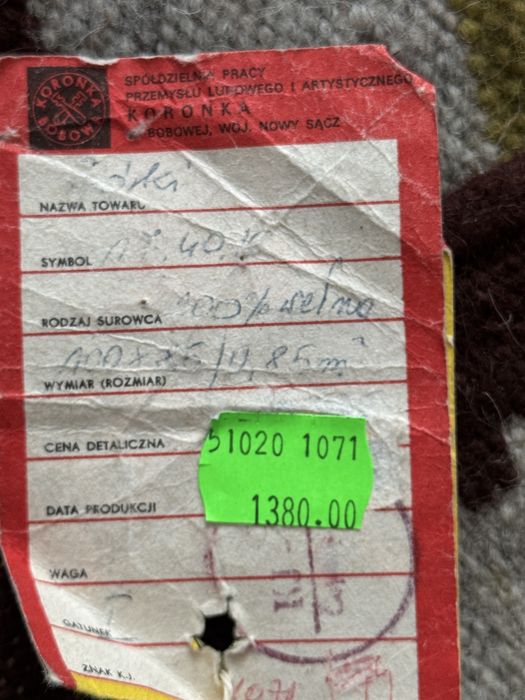 KORONKA
BOBOWA
SPÓŁDZIELNIA PRACY
PRZEMYSŁU LUDOWEGO I ARTYSTYCZNEGO
KORONKA
BOBOWEJ, WOJ. NOWY SĄCZ
NAZWA TOWARU
SYMBOL
RODZAJ SUROWCA 100% wełna
WYMIAR (ROZMIAR)
CENA DETALICZNA
51020 1071
DATA PRODUKCJI
1380.00
WAGA
GATUNEK I
ZNAK K.J.